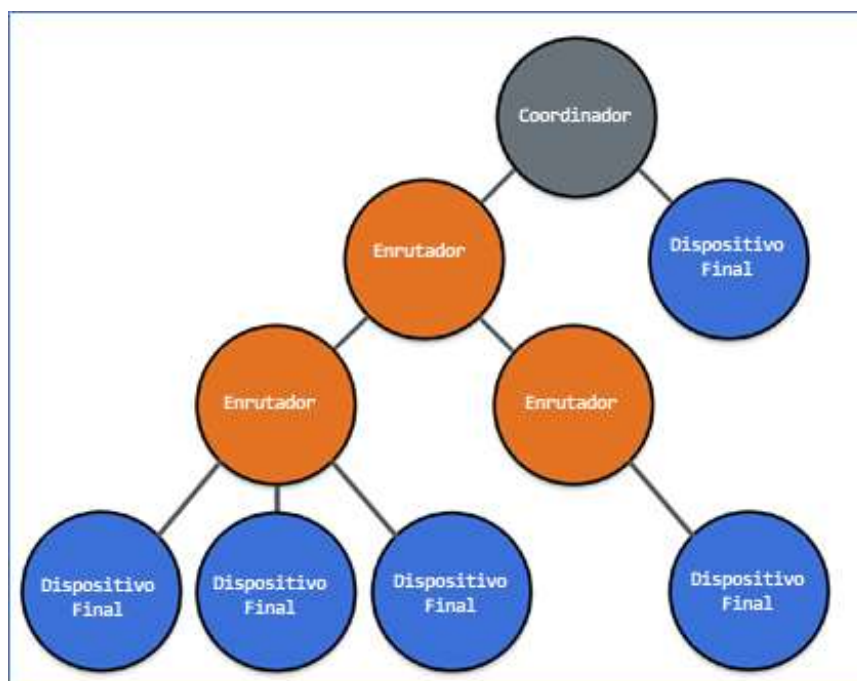 Coordinador
Enrutador
Dispositivo
Final
Enrutador
Enrutador
Dispositivo
Final
Dispositivo
Final
Dispositivo
Final
Dispositivo
Final